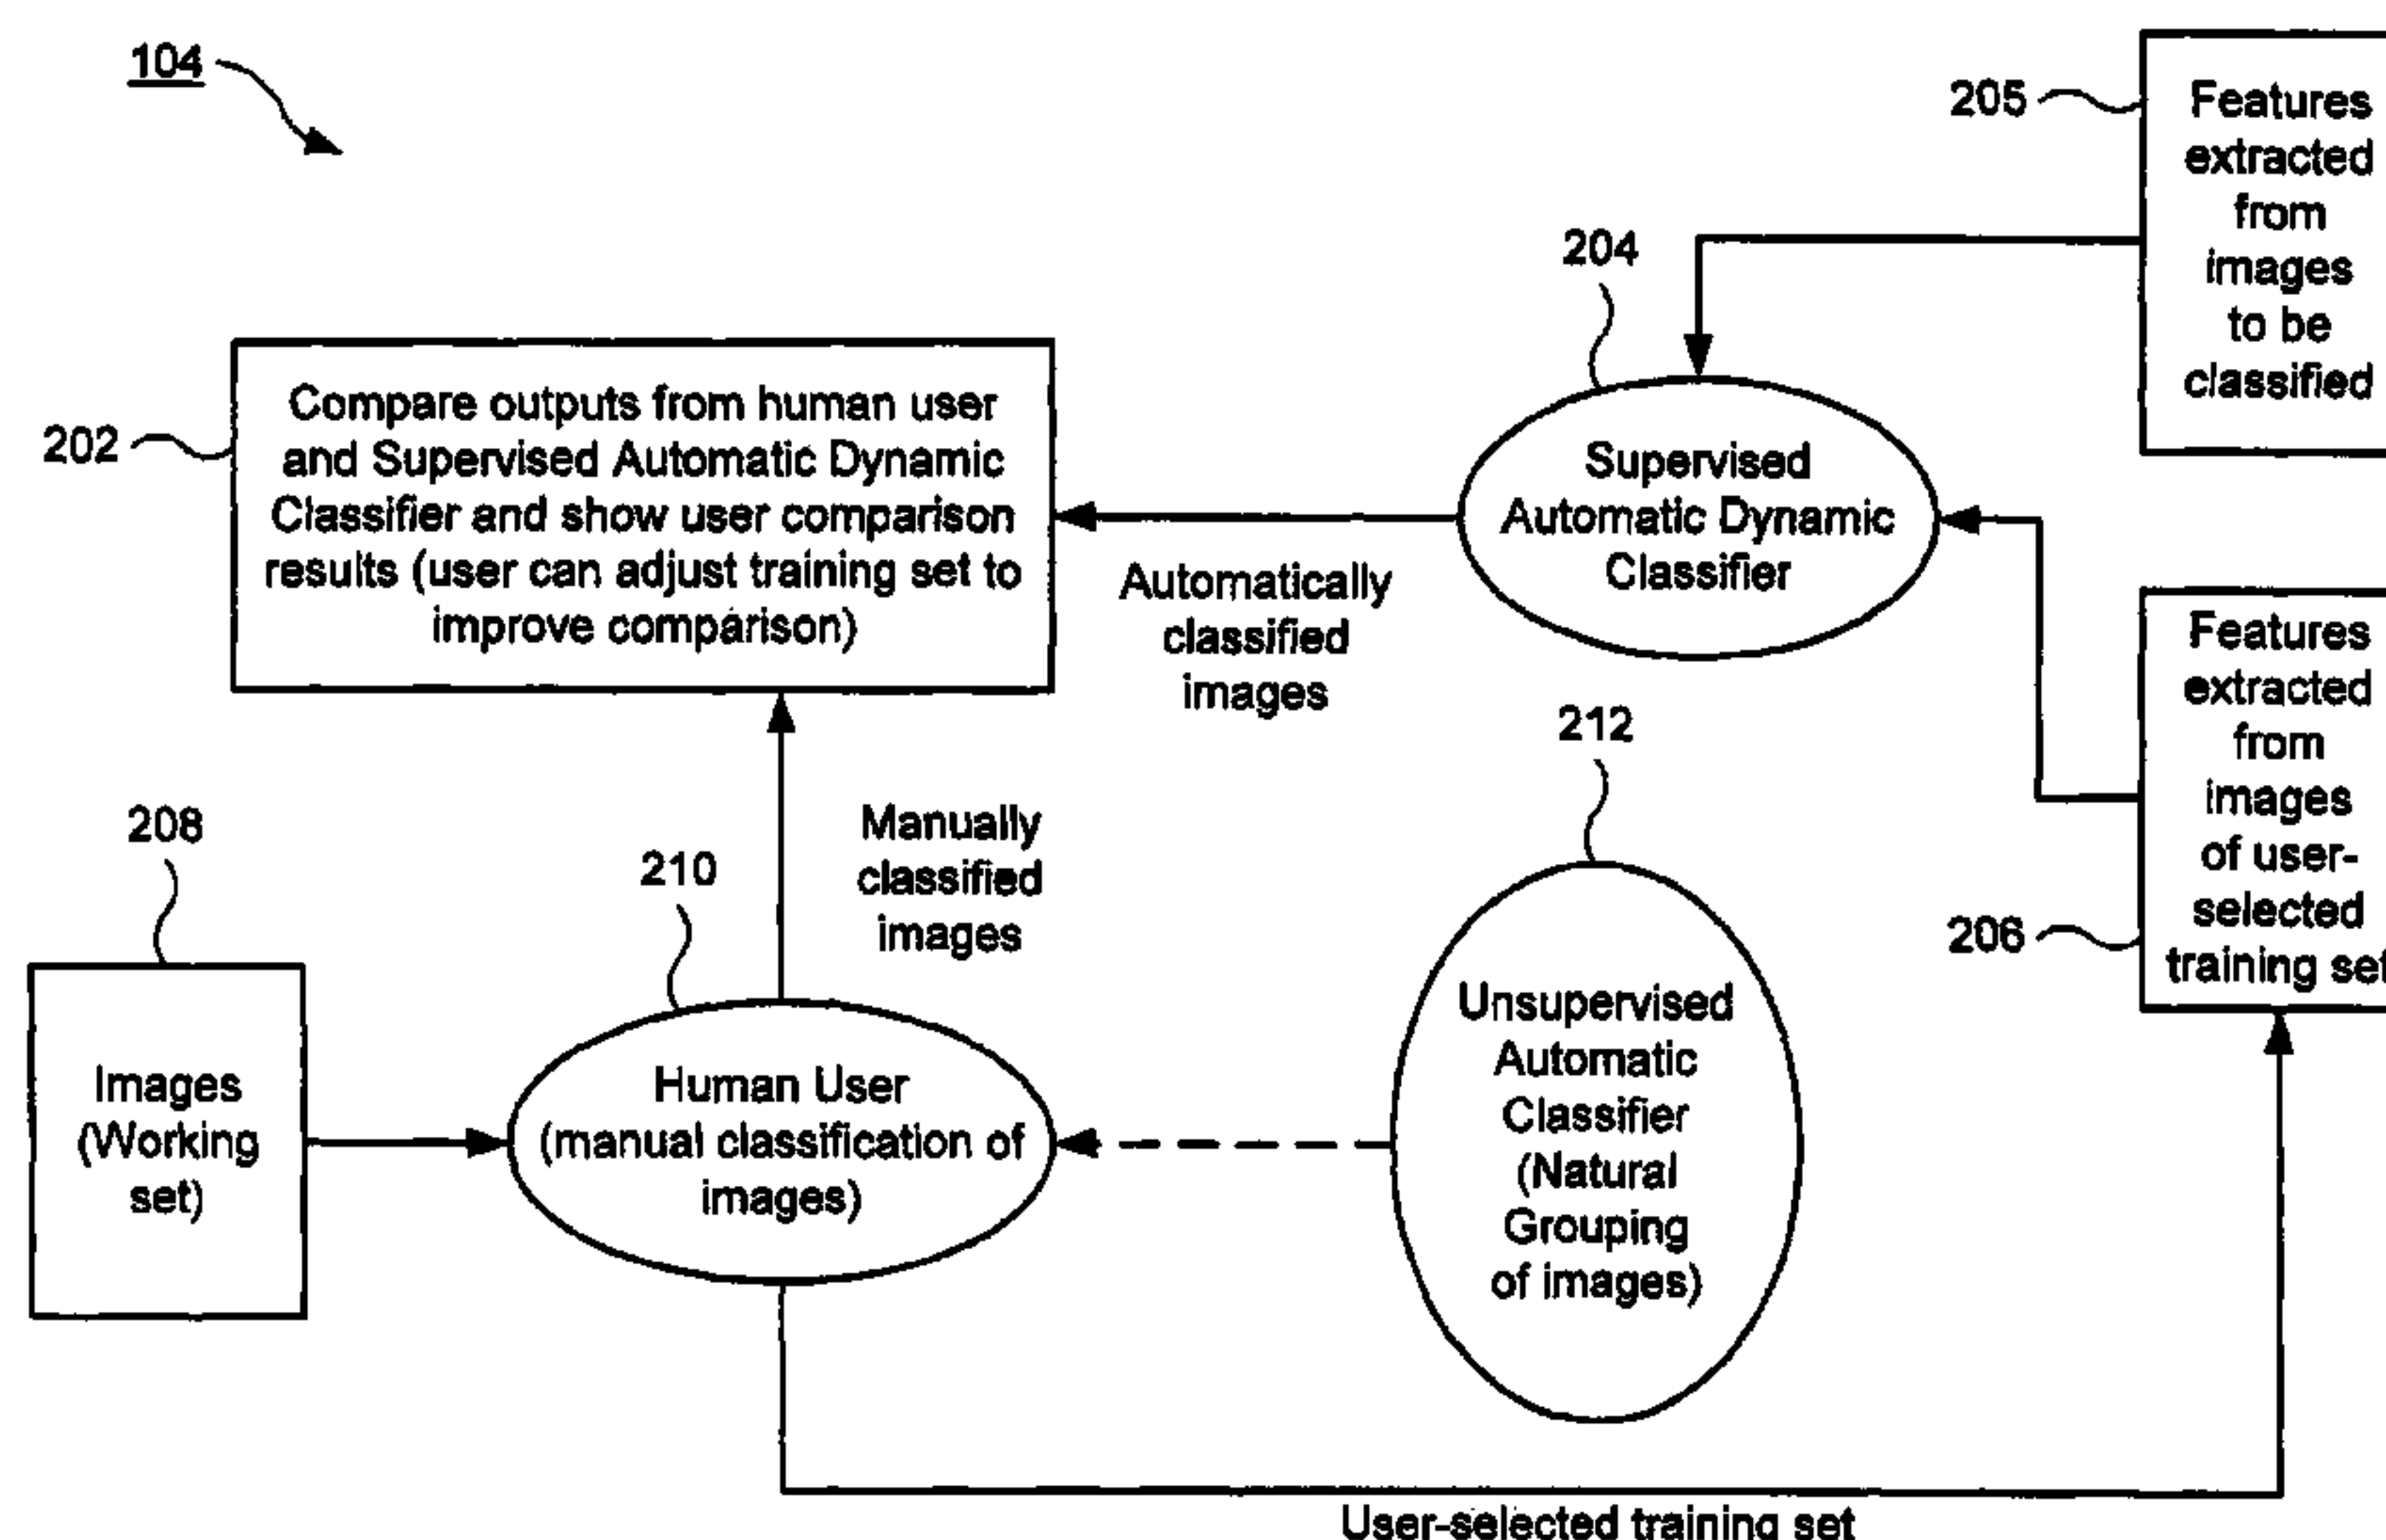 104
205
Features
extracted
from
images
to be
classified
204
202
Compare outputs from human user
and Supervised Automatic Dynamic
Classifier and show user comparison
results (user can adjust training set to
improve comparison)
Supervised
Automatic Dynamic
Classifier
Automatically
classified
images
206
Features
extracted
from
images
of user-
selected
training set
212
208
210
Manually
classified
images
Images
(Working
set)
Human User
(manual classification of
images)
Unsupervised
Automatic
Classifier
(Natural
Grouping
of images)
User-selected training set